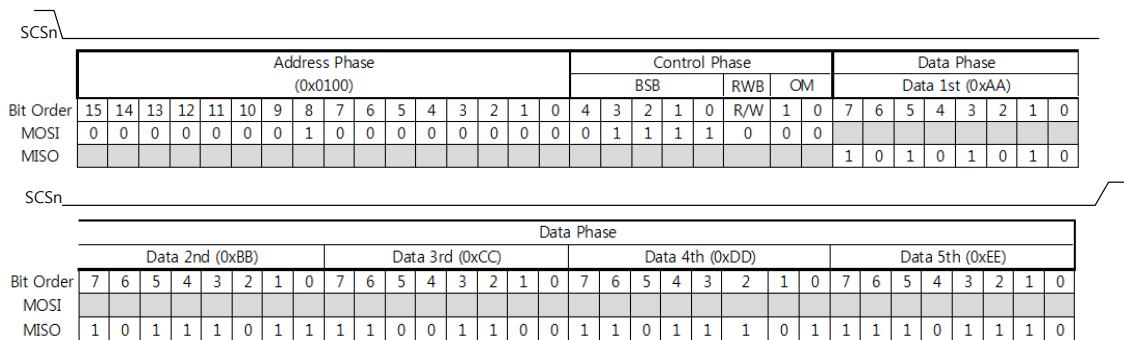 SCSn
Address Phase Control Phase Data Phase
(0x0100) BSB RWB OM Data 1st (0xAA)
Bit Order 15 14 13 12 11 10 9 8 7 6 5 4 3 2 1 0 4 3 2 1 0 R/W 1 0 7 6 5 4 3 2 1 0
MOSI 0 0 0 0 0 0 0 1 0 0 0 0 0 0 0 0 0 1 1 1 1 0 0 0
MISO 1 0 1 0 1 0 1 0
SCSn
Data Phase
Data 2nd (0xBB) Data 3rd (0xCC) Data 4th (0xDD) Data 5th (0xEE)
Bit Order 7 6 5 4 3 2 1 0 7 6 5 4 3 2 1 0 7 6 5 4 3 2 1 0 7 6 5 4 3 2 1 0
MOSI
MISO 1 0 1 1 1 0 1 1 1 1 0 0 1 1 0 0 1 1 0 1 1 1 0 1 1 1 1 0 1 1 1 0